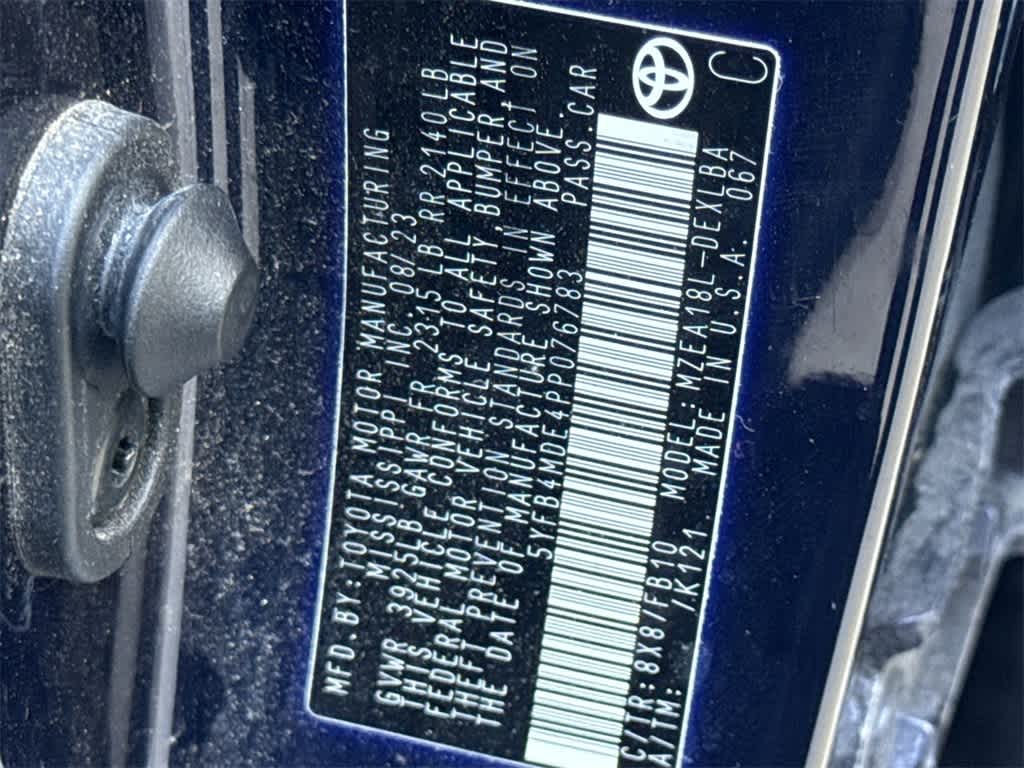 MFD.BY:TOYOTA MOTOR MANUFACTURING
MISSISSIPPI INC. 08/23
GVWR 3925LB GAWR FR 2315 LB RR 2140LB
THIS VEHICLE CONFORMS TO ALL APPLICABLE
FEDERAL MOTOR VEHICLE SAFETY,BUMPER,AND
THEFT PREVENTION STANDARDS IN EFFECT ON
THE DATE OF MANUFACTURE SHOWN ABOVE.
5YFB4MDE4PP076783 PASS.CAR
C/TR:8X8/FB10 MODEL:MZEA18L-DEXLBA
A/TM: /K121. MADE IN U.S.A. 067
C